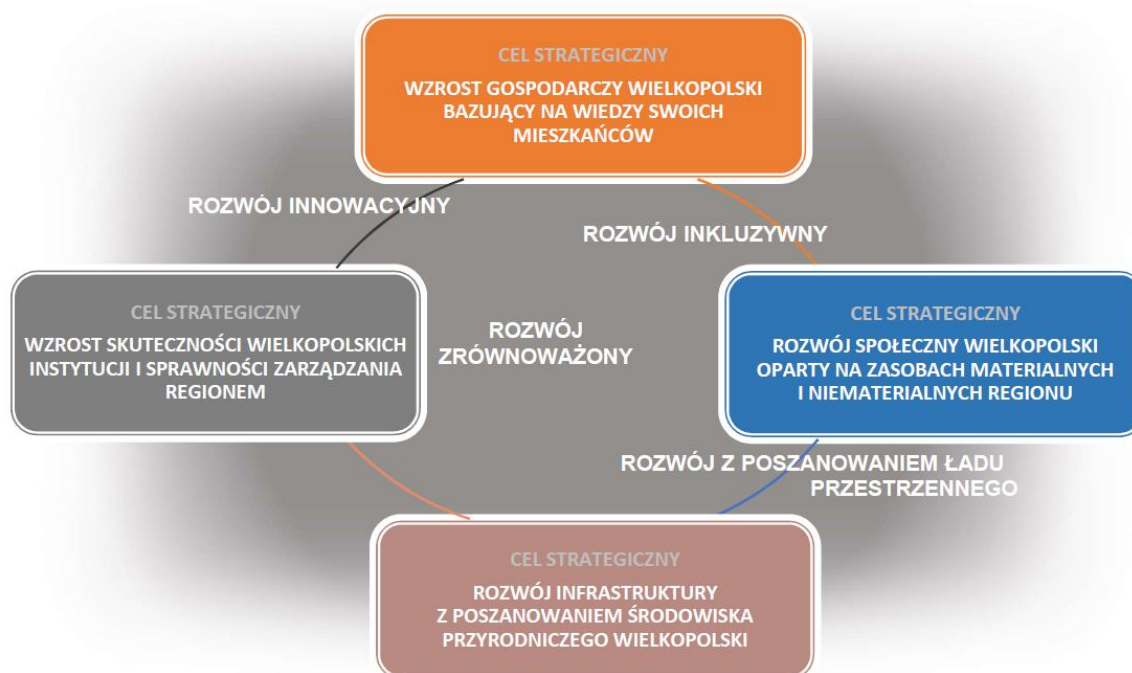 CEL STRATEGICZNY
WZROST GOSPODARCZY WIELKOPOLSKI
BAZUJĄCY NA WIEDZY SWOICH
MIESZKAŃCÓW
ROZWÓJ INNOWACYJNY
ROZWÓJ INKLUZYWNY
CEL STRATEGICZNY
WZROST SKUTECZNOŚCI WIELKOPOLSKICH
INSTYTUCJI I SPRAWNOŚCI ZARZĄDZANIA
REGIONEM
ROZWÓJ
ZRÓWNOWAŻONY
CEL STRATEGICZNY
ROZWÓJ SPOŁECZNY WIELKOPOLSKI
OPARTY NA ZASOBACH MATERIALNYCH
I NIEMATERIALNYCH REGIONU
ROZWÓJ Z POSZANOWANIEM ŁADU
PRZESTRZENNEGO
CEL STRATEGICZNY
ROZWÓJ INFRASTRUKTURY
Z POSZANOWANIEM ŚRODOWISKA
PRZYRODNICZEGO WIELKOPOLSKI